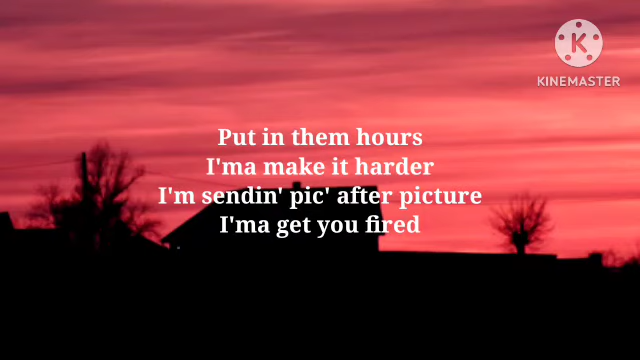 KINEMASTER
Put in them hours
I'ma make it harder
I'm sendin' pic' after picture
I'ma get you fired